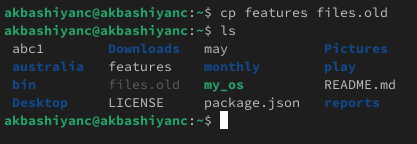 akbashiyanc@akbashiyanc:~$ cp features files.old
akbashiyanc@akbashiyanc:~$ ls
abc1 Downloads may Pictures
australia features monthly play
bin files.old my_os README.md
Desktop LICENSE package.json reports
akbashiyanc@akbashiyanc:~$